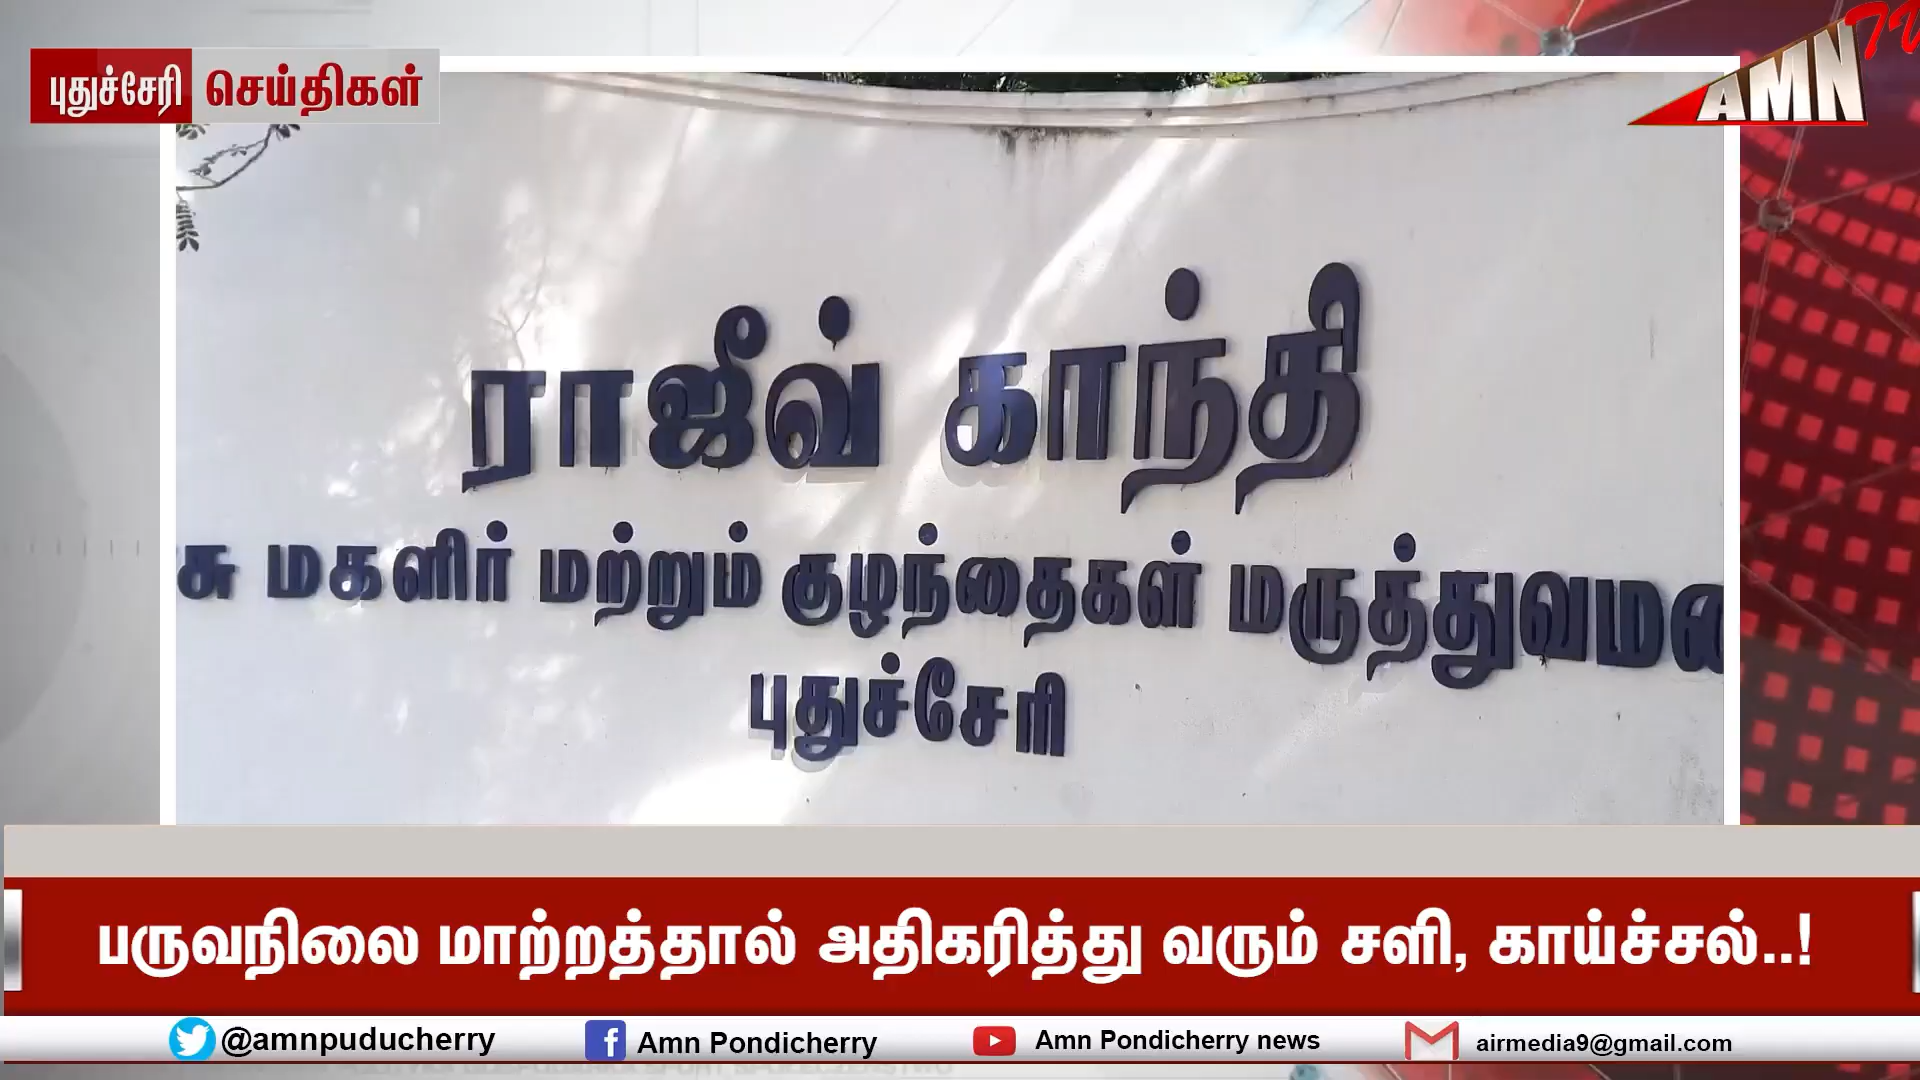 புதுச்சேரி செய்திகள்
AMN TV
ராஜீவ் காந்தி
சு மகளிர் மற்றும் குழந்தைகள் மருத்துவம
புதுச்சேரி
பருவநிலை மாற்றத்தால் அதிகரித்து வரும் சளி, காய்ச்சல்..!
@amnpuducherry Amn Pondicherry Amn Pondicherry news airmedia9@gmail.com